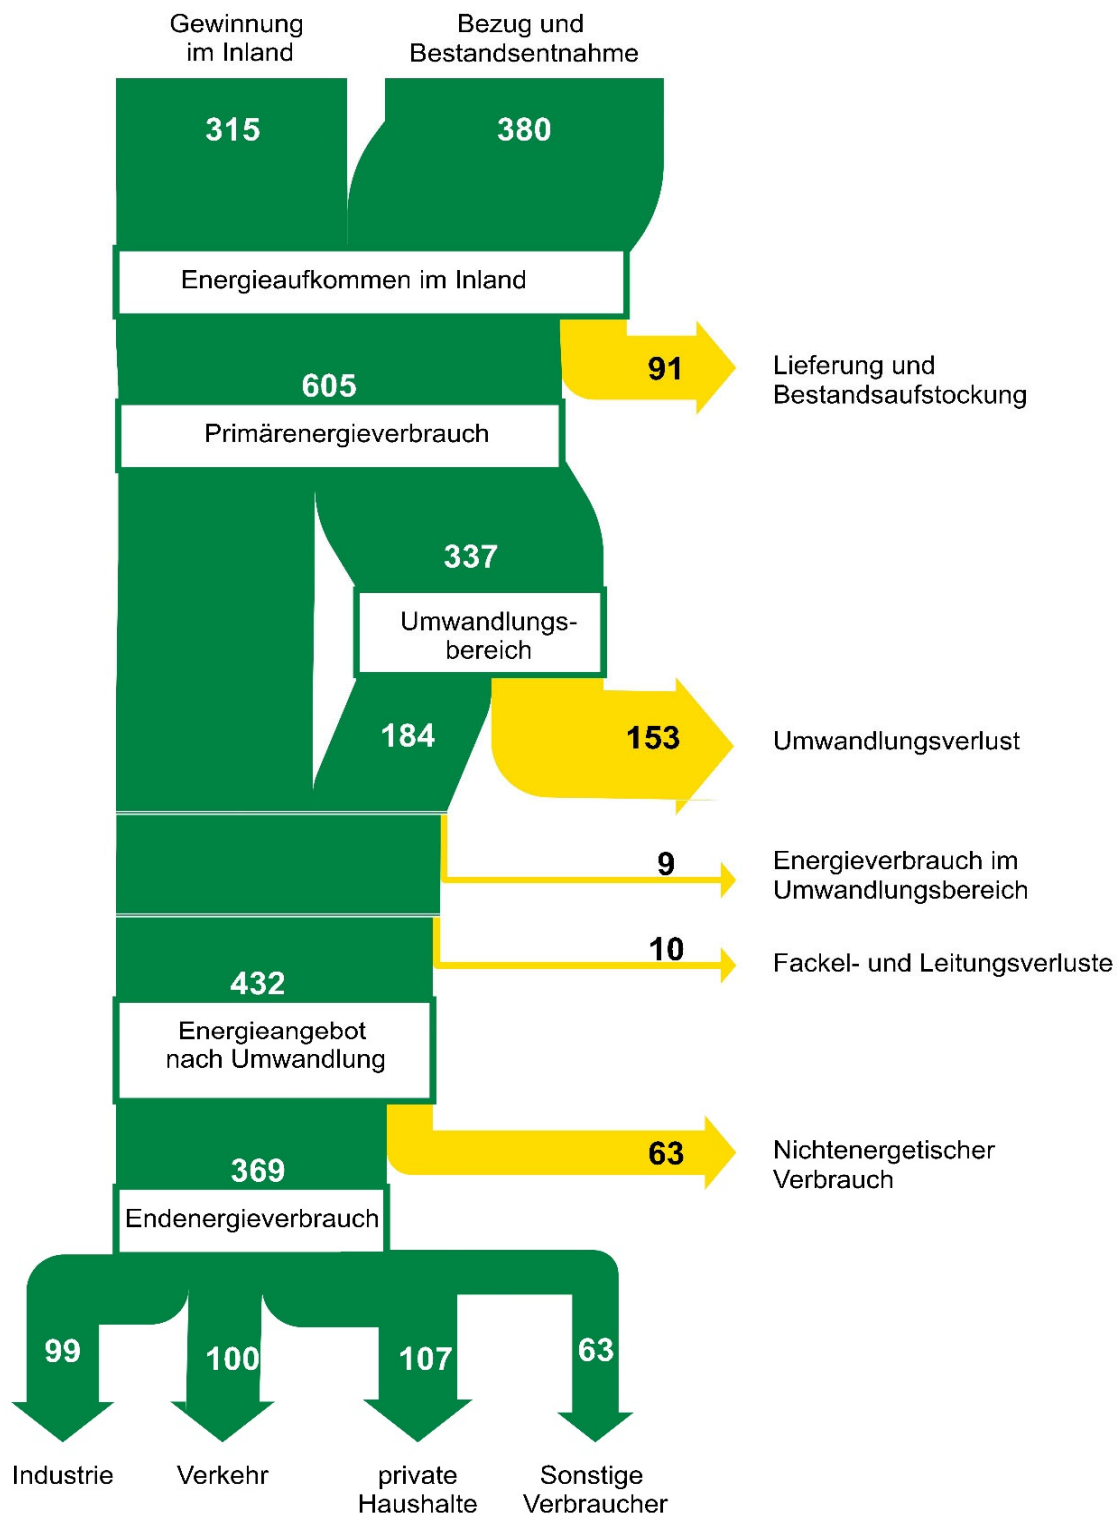 Gewinnung
im Inland
Bezug und
Bestandsentnahme
315
380
Energieaufkommen im Inland
91
Lieferung und
Bestandsaufstockung
605
Primärenergieverbrauch
337
Umwandlungs-
bereich
184
153
Umwandlungsverlust
9
Energieverbrauch im
Umwandlungsbereich
10
Fackel- und Leitungsverluste
432
Energieangebot
nach Umwandlung
63
Nichtenergetischer
Verbrauch
369
Endenergieverbrauch
99
100
107
63
Industrie
Verkehr
private
Haushalte
Sonstige
Verbraucher